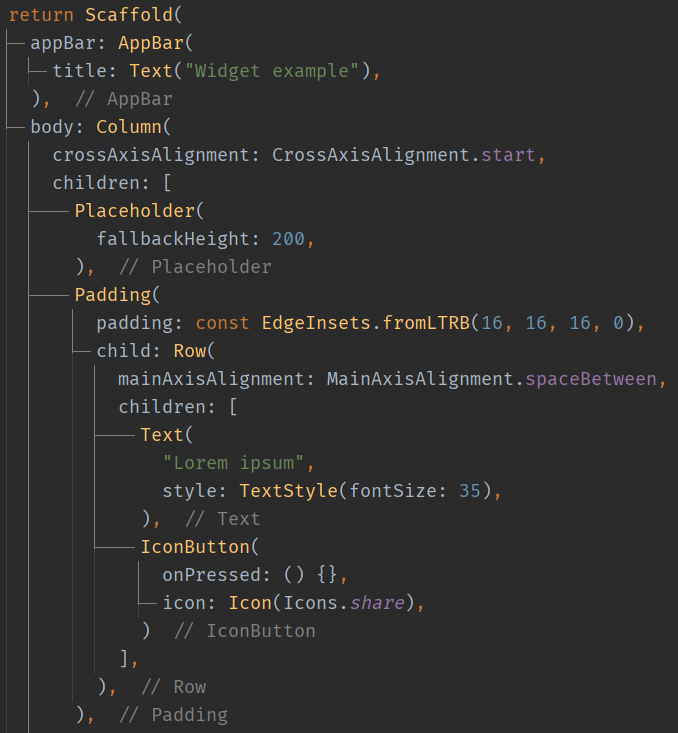 return Scaffold(
appBar: AppBar(
title: Text("Widget example"),
), // AppBar
body: Column(
crossAxisAlignment: CrossAxisAlignment.start,
children: [
Placeholder(
fallbackHeight: 200,
), // Placeholder
Padding(
padding: const EdgeInsets.fromLTRB(16, 16, 16, 0),
child: Row(
mainAxisAlignment: MainAxisAlignment.spaceBetween,
children: [
Text(
"Lorem ipsum",
style: TextStyle(fontSize: 35),
), // Text
IconButton(
onPressed: () {},
icon: Icon(Icons.share),
) // IconButton
],
), // Row
), // Padding